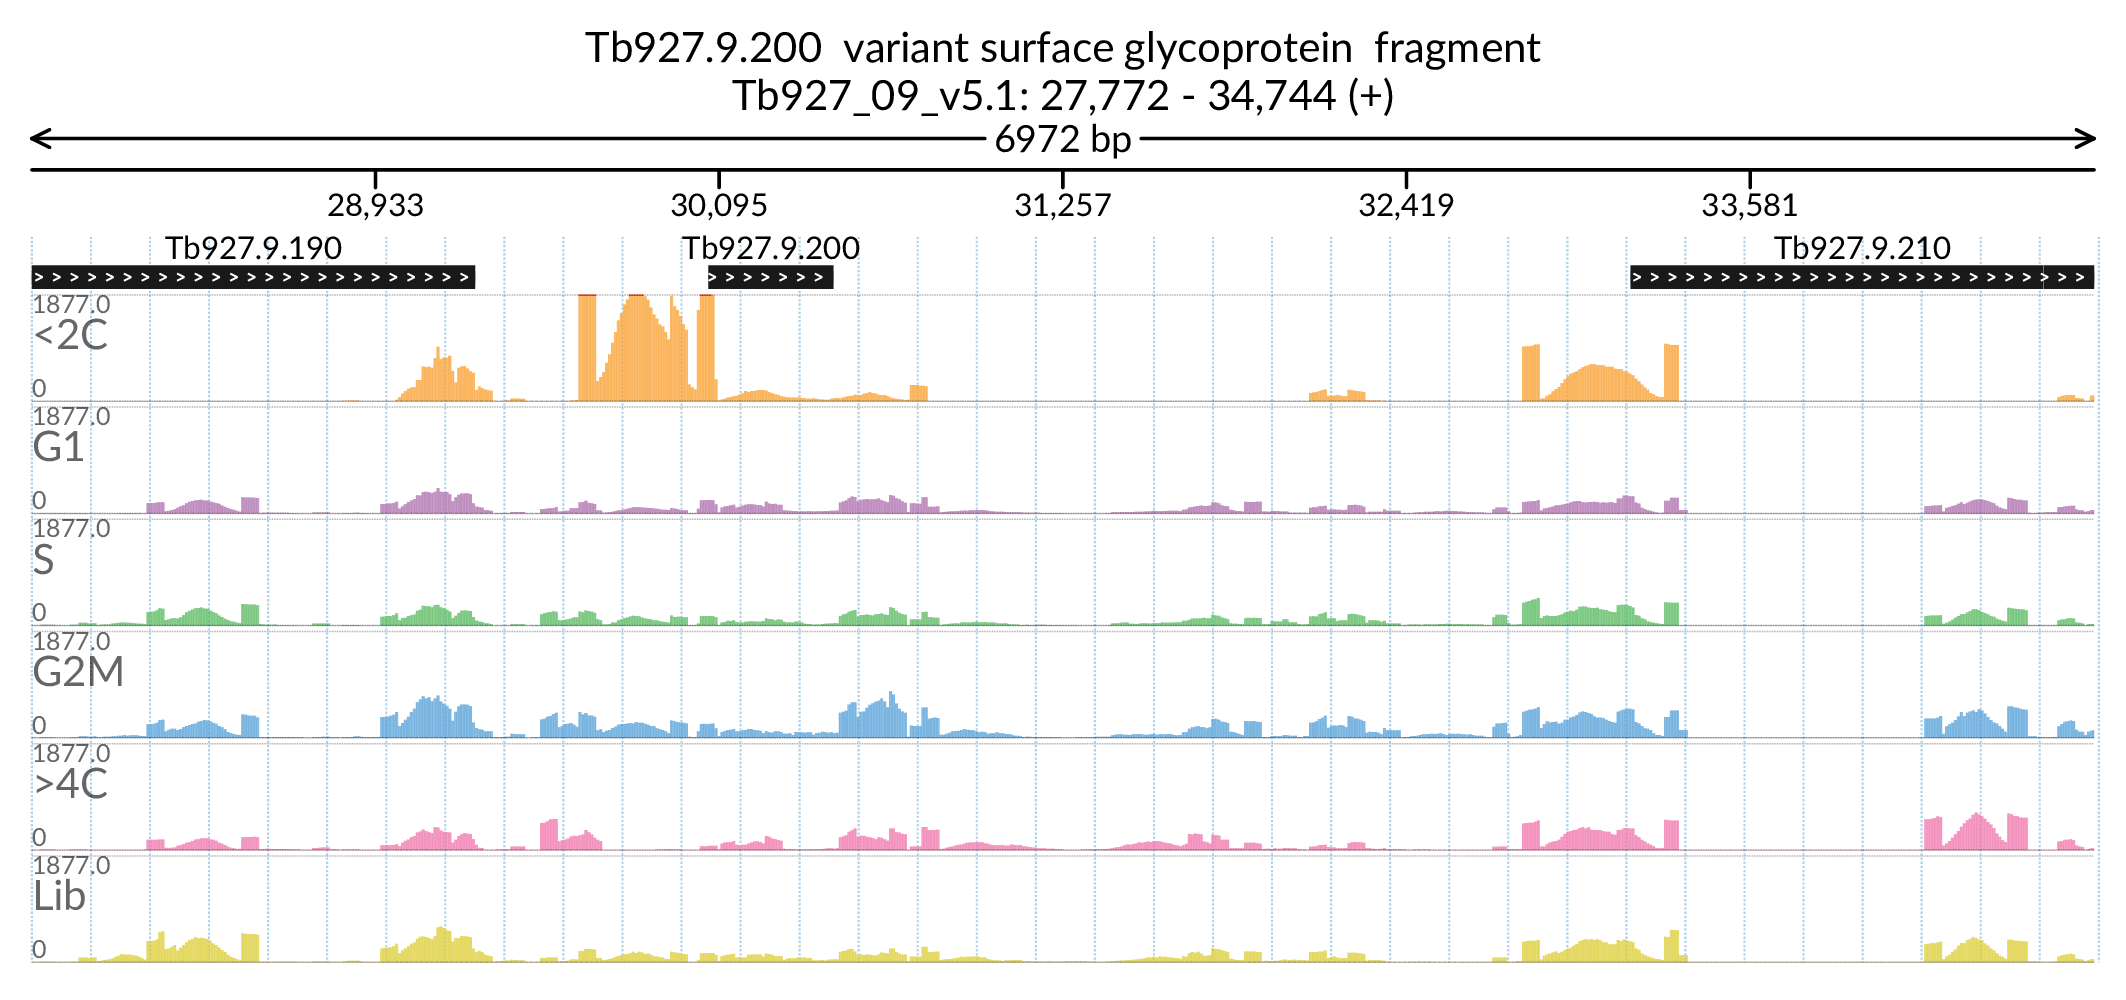 Tb927.9.200 variant surface glycoprotein fragment
Tb927_09_v5.1: 27,772 - 34,744 (+)
6972 bp
28,933 30,095 31,257 32,419 33,581
Tb927.9.190 Tb927.9.200 Tb927.9.210
1877.0
<2C
0
1877.0
G1
0
1877.0
S
0
1877.0
G2M
0
1877.0
>4C
0
1877.0
Lib
0